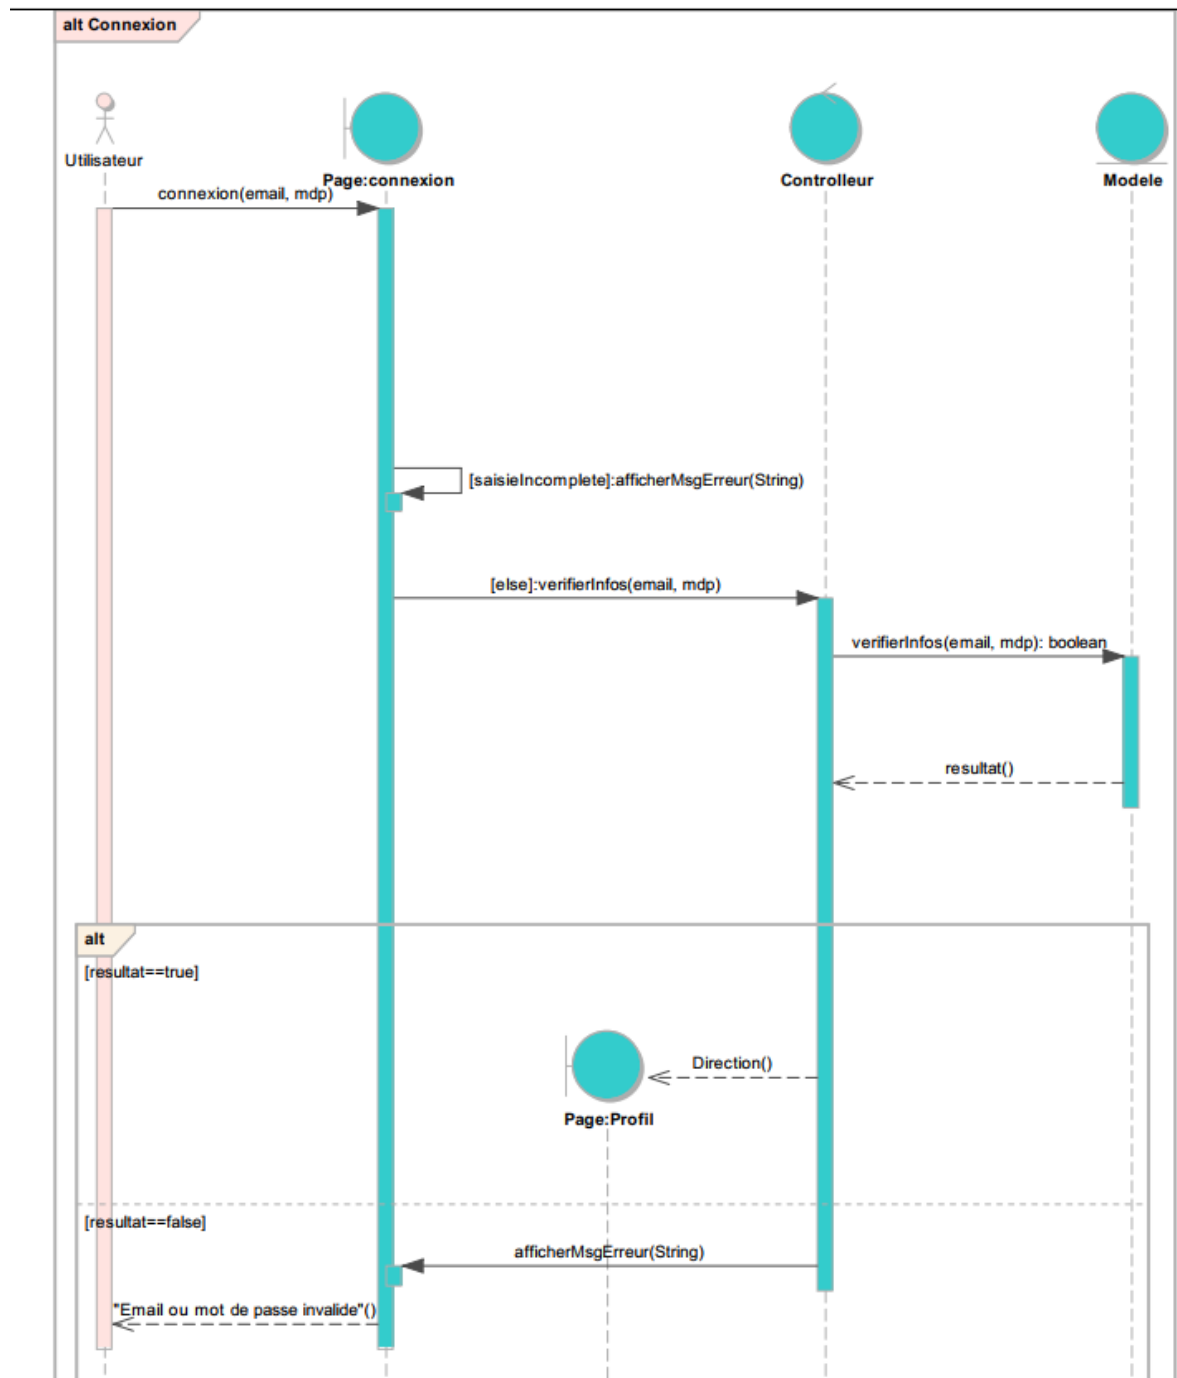 alt Connexion
Utilisateur
Page:connexion
Controlleur
Modele
connexion(email, mdp)
[saisieIncomplete]:afficherMsgErreur(String)
[else]:verifierInfos(email, mdp)
verifierInfos(email, mdp): boolean
resultat()
alt
[resultat==true]
Direction()
Page:Profil
[resultat==false]
afficherMsgErreur(String)
"Email ou mot de passe invalide"()